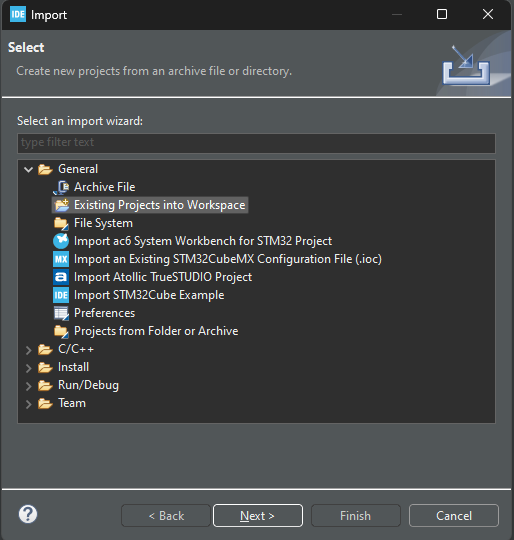 IDE Import
Select
Create new projects from an archive file or directory.
Select an import wizard:
type filter text
General
Archive File
Existing Projects into Workspace
File System
Import ac6 System Workbench for STM32 Project
MX Import an Existing STM32CubeMX Configuration File (.ioc)
a Import Atollic TrueSTUDIO Project
IDE Import STM32Cube Example
Preferences
Projects from Folder or Archive
C/C++
Install
Run/Debug
Team
? < Back Next > Finish Cancel